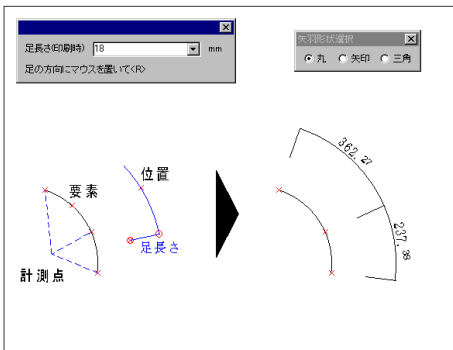 足長さ(印刷時) 18 mm
足の方向にマウスを置いて<R>
矢羽形状選択
丸 矢印 三角
要素
位置
足長さ
計測点
362.27
237.38